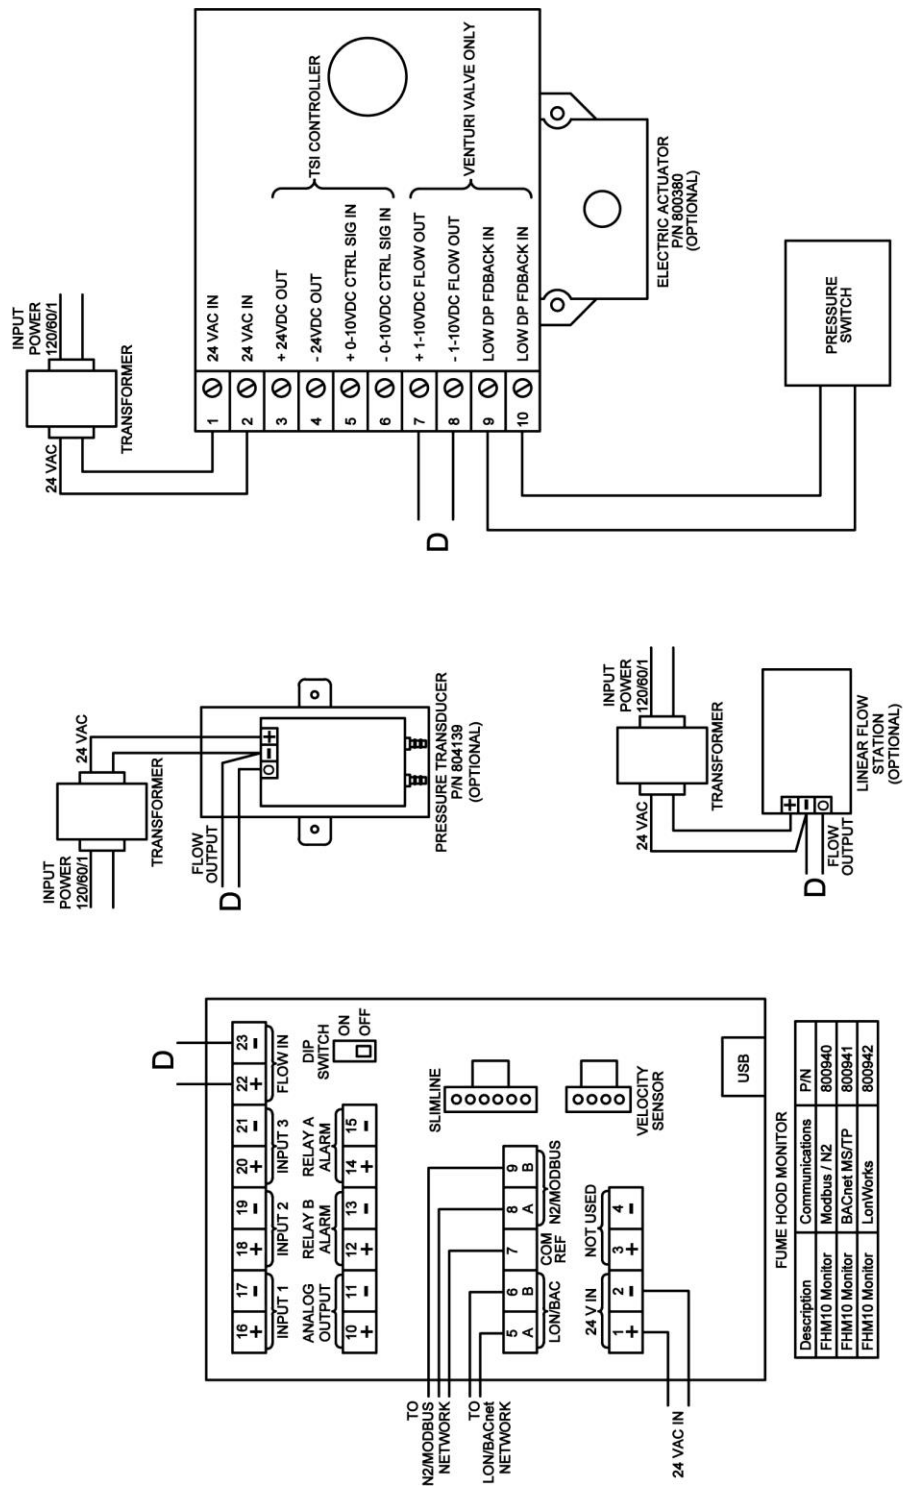 TO
N2/MODBUS
NETWORK
TO
LON/BACnet
NETWORK
24 VAC IN
D
16 17 18 19 20 21 22 23
+ - + - + - + -
INPUT 1
INPUT 2
INPUT 3
FLOW IN
ANALOG
OUTPUT
RELAY B
ALARM
RELAY A
ALARM
10 11 12 13 14 15
+ - + - + -
DIP
SWITCH
ON
OFF
SLIMLINE
VELOCITY
SENSOR
5 6 7 8 9
A B A B
LON/BAC
COM
REF
N2/MODBUS
24 V IN
NOT USED
1 2 3 4
+ - + -
USB
FUME HOOD MONITOR
Description Communications P/N
FHM10 Monitor Modbus / N2 800940
FHM10 Monitor BACnet MS/TP 800941
FHM10 Monitor LonWorks 800942
INPUT
POWER
120/60/1
TRANSFORMER
24 VAC
FLOW
OUTPUT
D
O - +
PRESSURE TRANSDUCER
P/N 804139
(OPTIONAL)
INPUT
POWER
120/60/1
TRANSFORMER
24 VAC
O - +
D
FLOW
OUTPUT
LINEAR FLOW
STATION
(OPTIONAL)
INPUT
POWER
120/60/1
24 VAC
TRANSFORMER
1 24 VAC IN
2 24 VAC IN
3 + 24VDC OUT
4 - 24VDC OUT
5 + 0-10VDC CTRL SIG IN
6 - 0-10VDC CTRL SIG IN
7 + 1-10VDC FLOW OUT
8 - 1-10VDC FLOW OUT
9 LOW DP FDBACK IN
10 LOW DP FDBACK IN
TSI CONTROLLER
VENTURI VALVE ONLY
D
ELECTRIC ACTUATOR
P/N 800380
(OPTIONAL)
PRESSURE
SWITCH